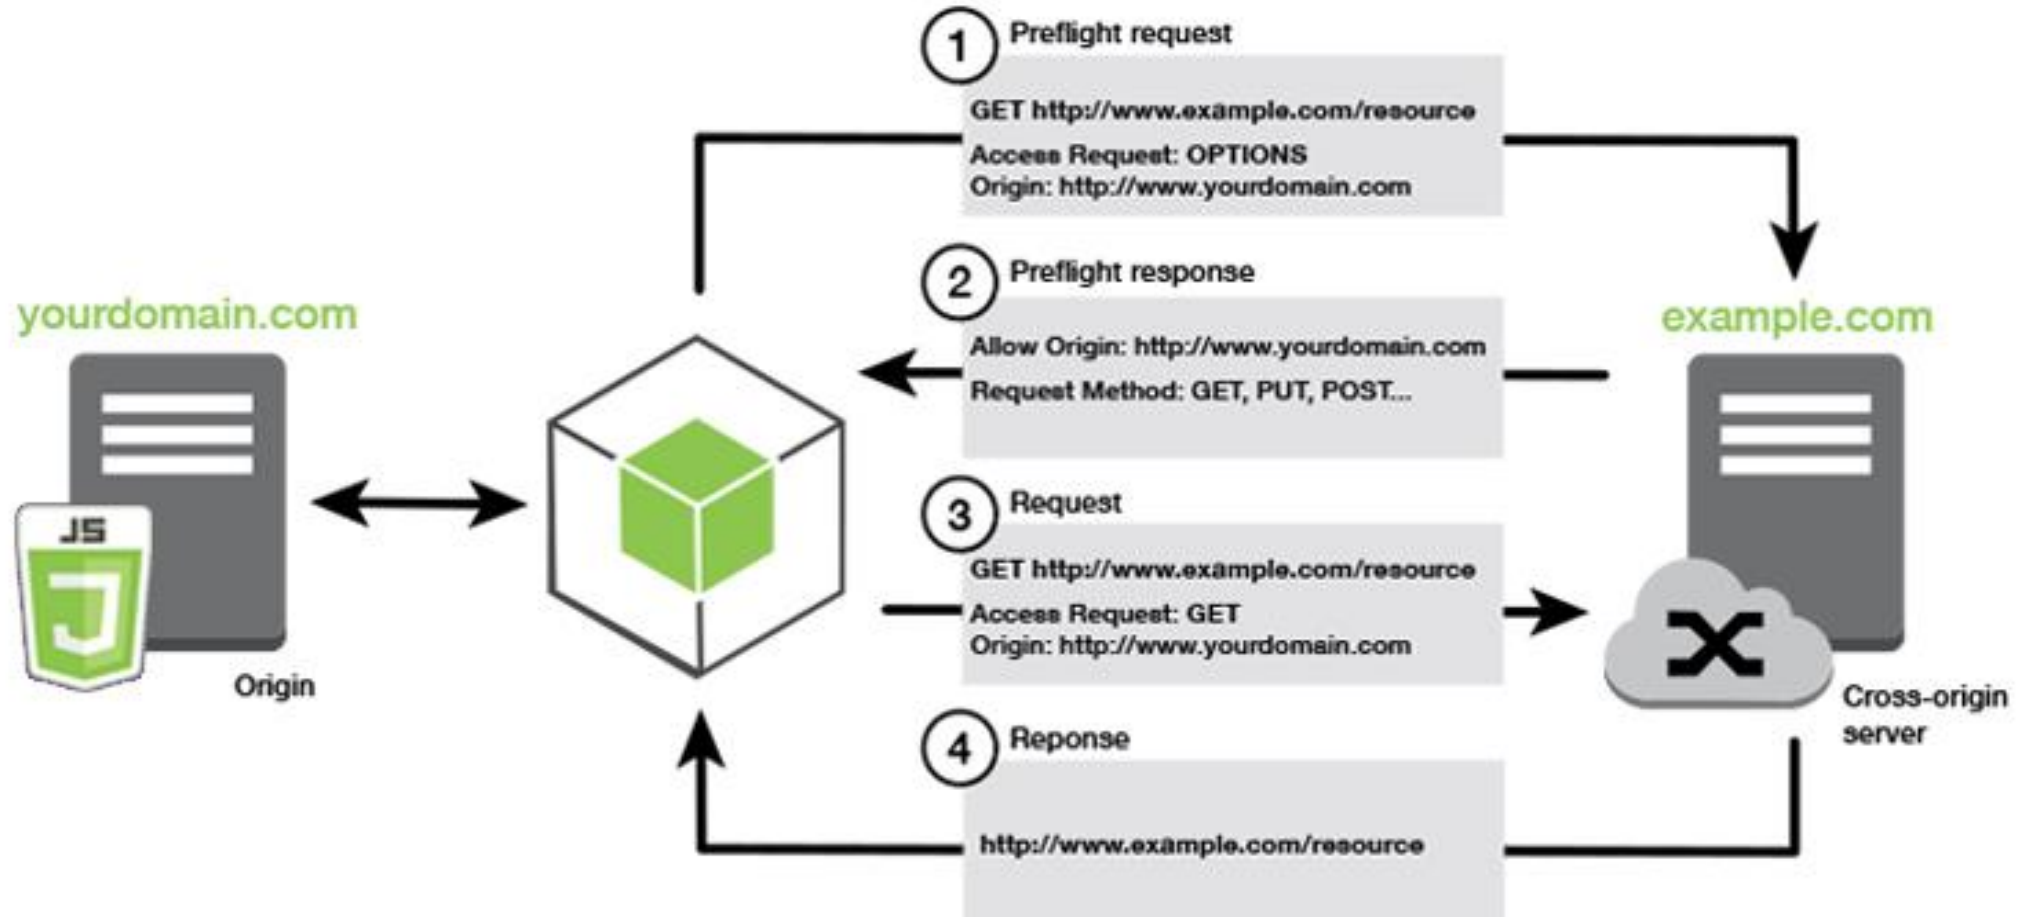 1 Preflight request
GET http://www.example.com/resource
Access Request: OPTIONS
Origin: http://www.yourdomain.com
2 Preflight response
Allow Origin: http://www.yourdomain.com
Request Method: GET, PUT, POST...
yourdomain.com
example.com
3 Request
GET http://www.example.com/resource
Access Request: GET
Origin: http://www.yourdomain.com
JS
Origin
Cross-origin
server
4 Reponse
http://www.example.com/resource